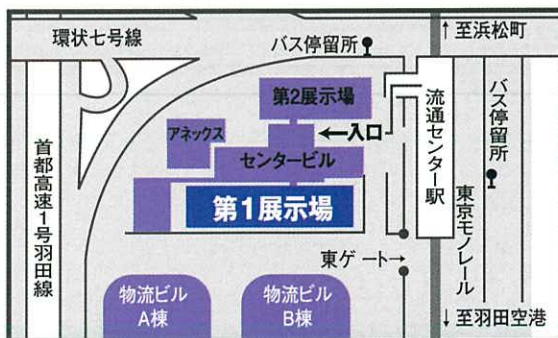 環状七号線
バス停留所
↑至浜松町
第2展示場
アネックス
←入口
センタービル
流通センター駅
バス停留所
首都高速1号羽田線
第1展示場
東京モノレール
東ゲート→
物流ビル
A棟
物流ビル
B棟
↓至羽田空港